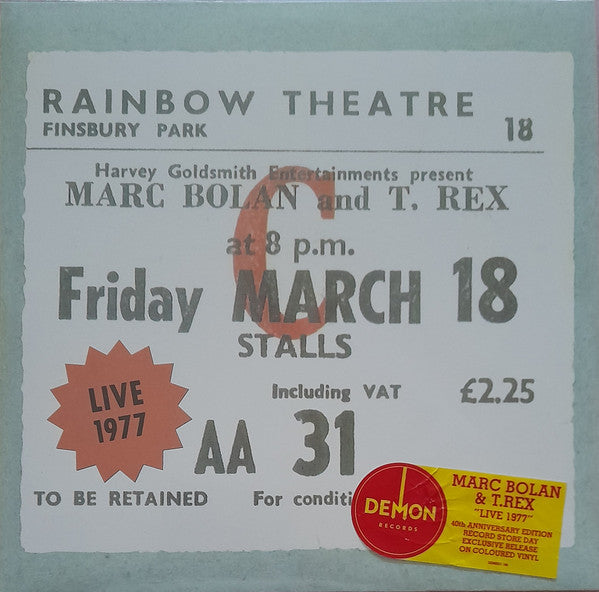 RAINBOW THEATRE
FINSBURY PARK 18
Harvey Goldsmith Entertainments present
MARC BOLAN and T. REX
C
at 8 p.m.
Friday MARCH 18
STALLS
LIVE
1977
Including VAT £2.25
AA 31
TO BE RETAINED For conditi
DEMON
RECORDS
MARC BOLAN
& T.REX
"LIVE 1977"
40th ANNIVERSARY EDITION
RECORD STORE DAY
EXCLUSIVE RELEASE
ON COLOURED VINYL